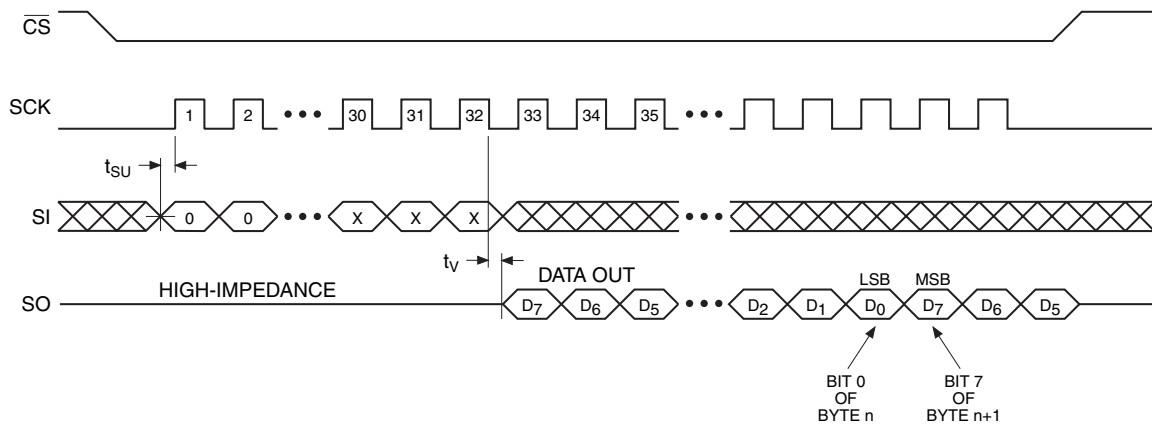 CS
SCK 1 2 ••• 30 31 32 33 34 35 •••
tSU
SI 0 0 ••• X X X •••
tV
HIGH-IMPEDANCE DATA OUT LSB MSB
SO D7 D6 D5 ••• D2 D1 D0 D7 D6 D5
BIT 0
OF
BYTE n
BIT 7
OF
BYTE n+1